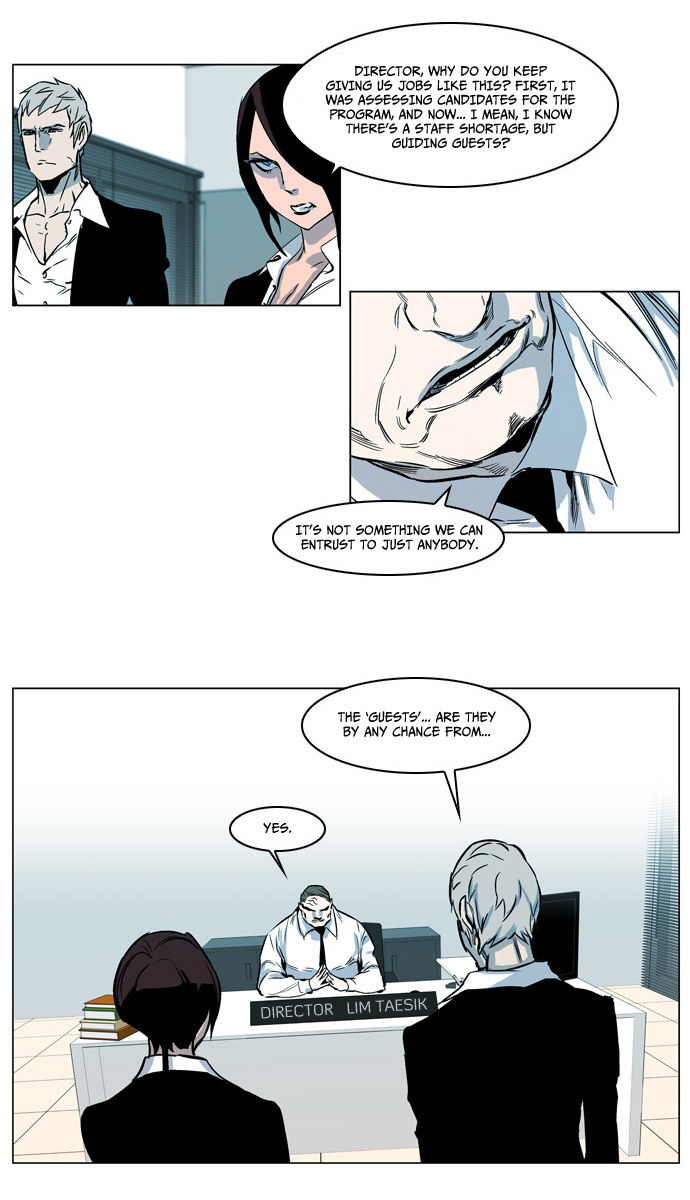 DIRECTOR, WHY DO YOU KEEP
GIVING US JOBS LIKE THIS? FIRST, IT
WAS ASSESSING CANDIDATES FOR THE
PROGRAM, AND NOW... I MEAN, I KNOW
THERE'S A STAFF SHORTAGE, BUT
GUIDING GUESTS?
IT'S NOT SOMETHING WE CAN
ENTRUST TO JUST ANYBODY.
THE 'GUESTS'... ARE THEY
BY ANY CHANCE FROM...
YES.
DIRECTOR LIM TAESIK